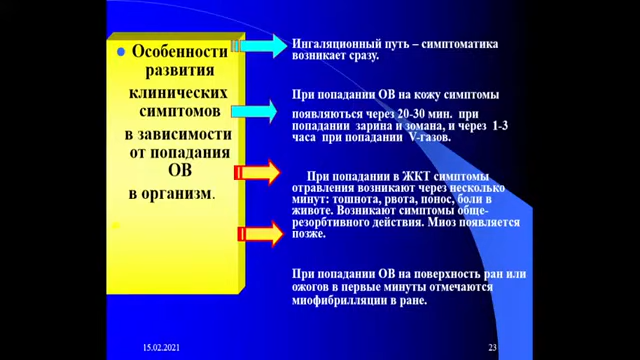 Особенности
развития
клинических
симптомов
в зависимости
от попадания
ОВ
в организм.
Ингаляционный путь – симптоматика
возникает сразу.
При попадании ОВ на кожу симптомы
появляються через 20-30 мин. при
попадании зарина и зомана, и через 1-3
часа при попадании V-газов.
При попадании в ЖКТ симптомы
отравления возникают через несколько
минут: тошнота, рвота, понос, боли в
животе. Возникают симптомы обще-
резорбтивного действия. Миоз появляется
позже.
При попадании ОВ на поверхность ран или
ожогов в первые минуты отмечаются
миофибрилляции в ране.
15.02.2021
23